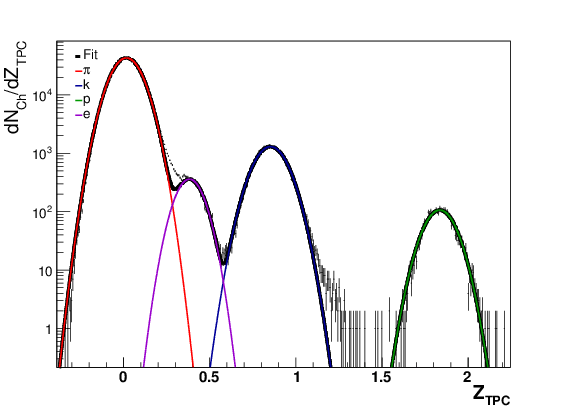 dN_Ch/dZ_TPC
Fit
π
k
p
e
10^4
10^3
10^2
10
1
0 0.5 1 1.5 2
Z_TPC